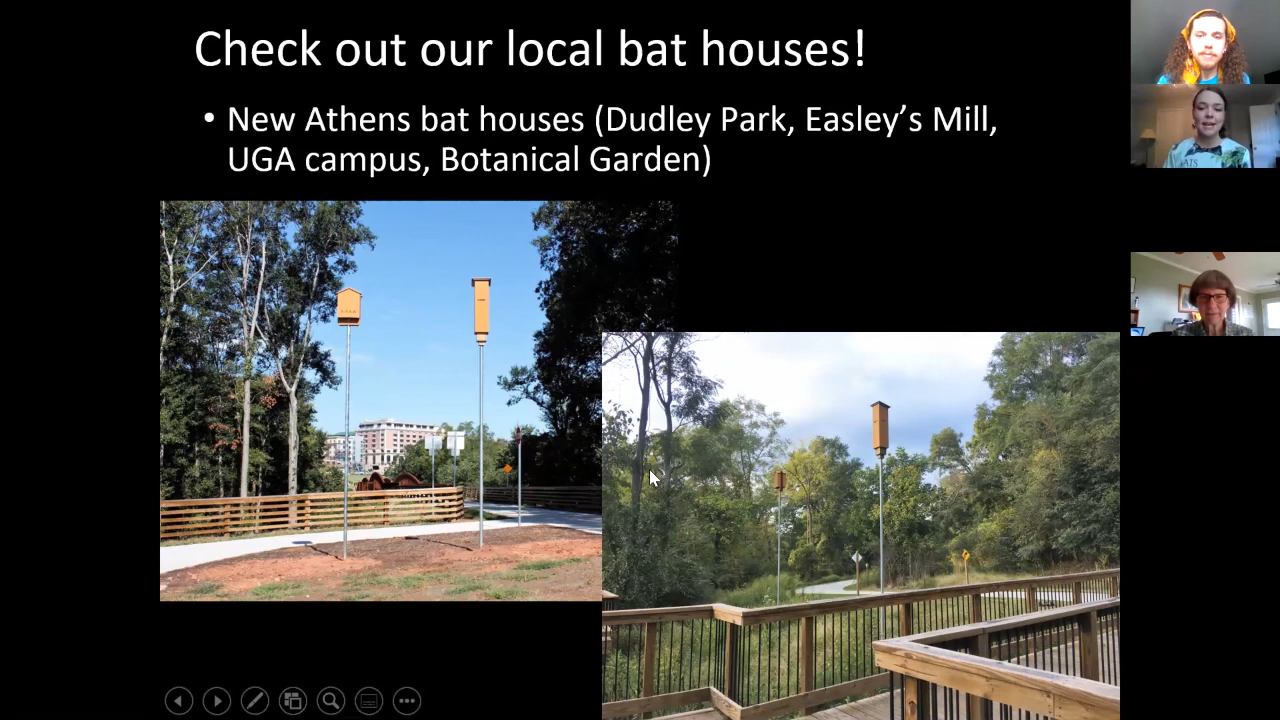 Check out our local bat houses!
• New Athens bat houses (Dudley Park, Easley’s Mill,
UGA campus, Botanical Garden)